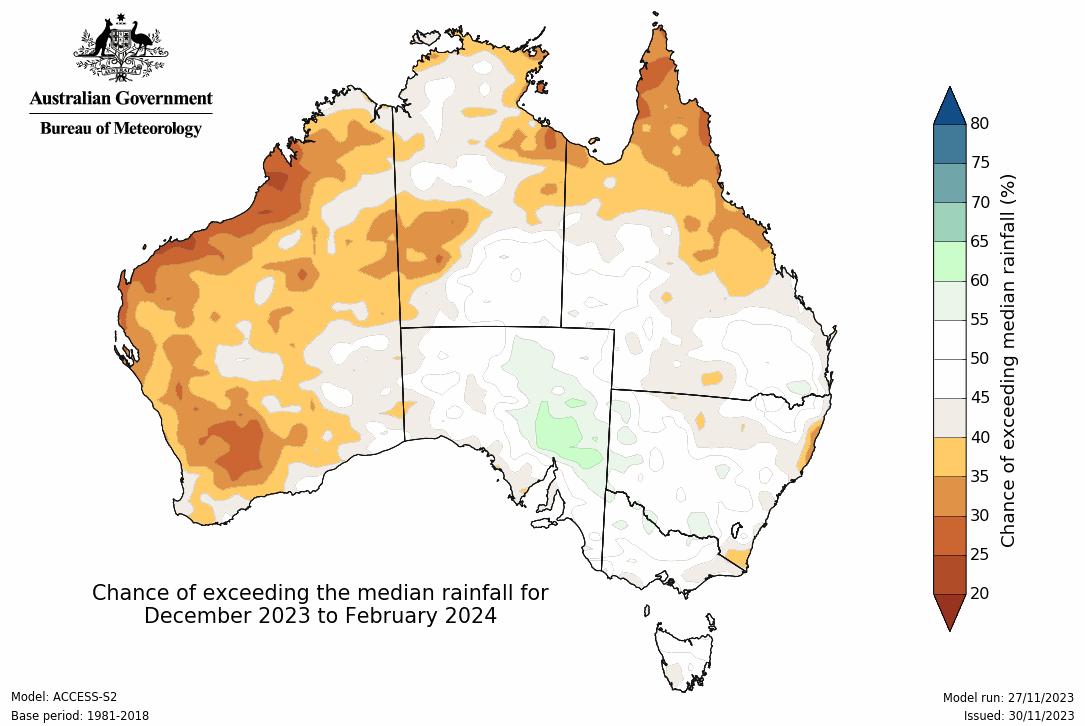 Australian Government
Bureau of Meteorology
80
75
70
65
60
55
50
45
40
35
30
25
20
Chance of exceeding median rainfall (%)
Chance of exceeding the median rainfall for
December 2023 to February 2024
Model: ACCESS-S2
Base period: 1981-2018
Model run: 27/11/2023
Issued: 30/11/2023